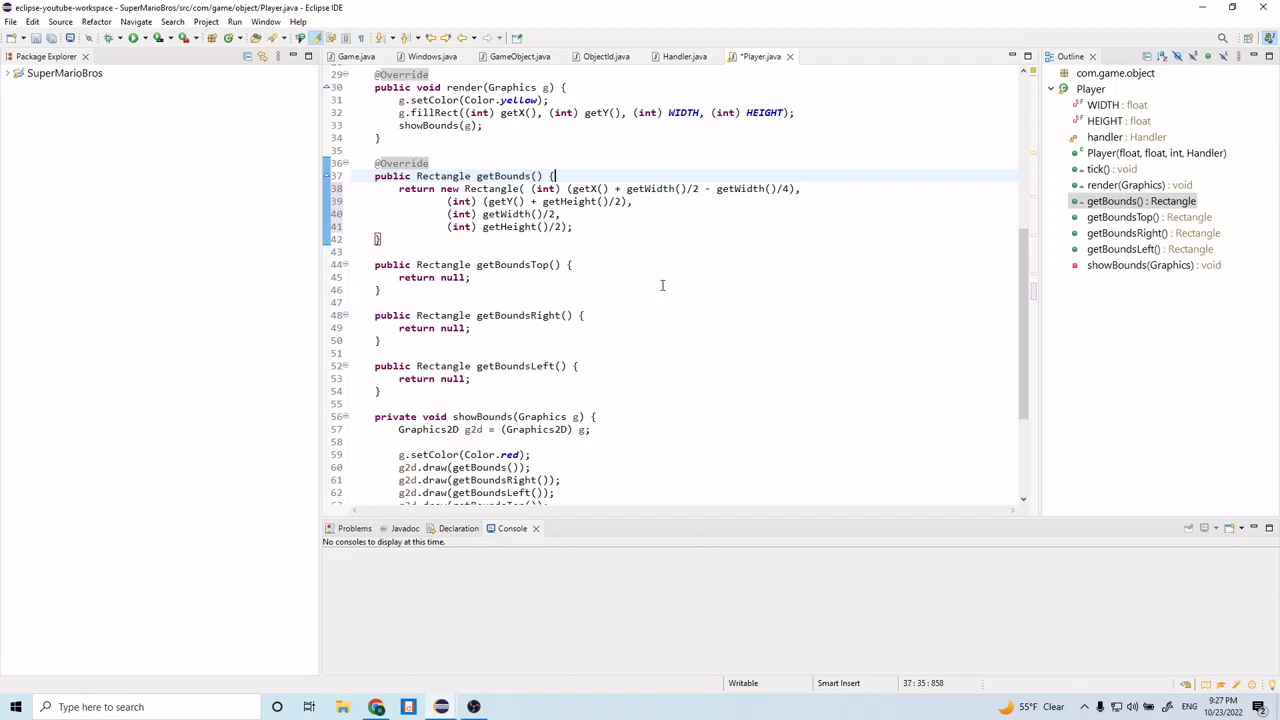 eclipse-youtube-workspace - SuperMarioBros/src/com/game/object/Player.java - Eclipse IDE
File Edit Source Refactor Navigate Search Project Run Window Help
Package Explorer
Game.java Windows.java GameObject.java ObjectId.java Handler.java *Player.java
Outline
SuperMarioBros
29 @Override
30 public void render(Graphics g) {
31 g.setColor(Color.yellow);
32 g.fillRect((int) getX(), (int) getY(), (int) WIDTH, (int) HEIGHT);
33 showBounds(g);
34 }
35
36 @Override
37 public Rectangle getBounds() {
38 return new Rectangle( (int) (getX() + getWidth()/2 - getWidth()/4),
39 (int) (getY() + getHeight()/2),
40 (int) getWidth()/2,
41 (int) getHeight()/2);
42 }
43
44 public Rectangle getBoundsTop() {
45 return null;
46 }
47
48 public Rectangle getBoundsRight() {
49 return null;
50 }
51
52 public Rectangle getBoundsLeft() {
53 return null;
54 }
55
56 private void showBounds(Graphics g) {
57 Graphics2D g2d = (Graphics2D) g;
58
59 g.setColor(Color.red);
60 g2d.draw(getBounds());
61 g2d.draw(getBoundsRight());
62 g2d.draw(getBoundsLeft());
com.game.object
Player
WIDTH : float
HEIGHT : float
handler : Handler
Player(float, float, int, Handler)
tick() : void
render(Graphics) : void
getBounds() : Rectangle
getBoundsTop() : Rectangle
getBoundsRight() : Rectangle
getBoundsLeft() : Rectangle
showBounds(Graphics) : void
Problems Javadoc Declaration Console
No consoles to display at this time.
Writable Smart Insert 37 : 35 : 858
Type here to search
55°F Clear
9:27 PM
10/23/2022